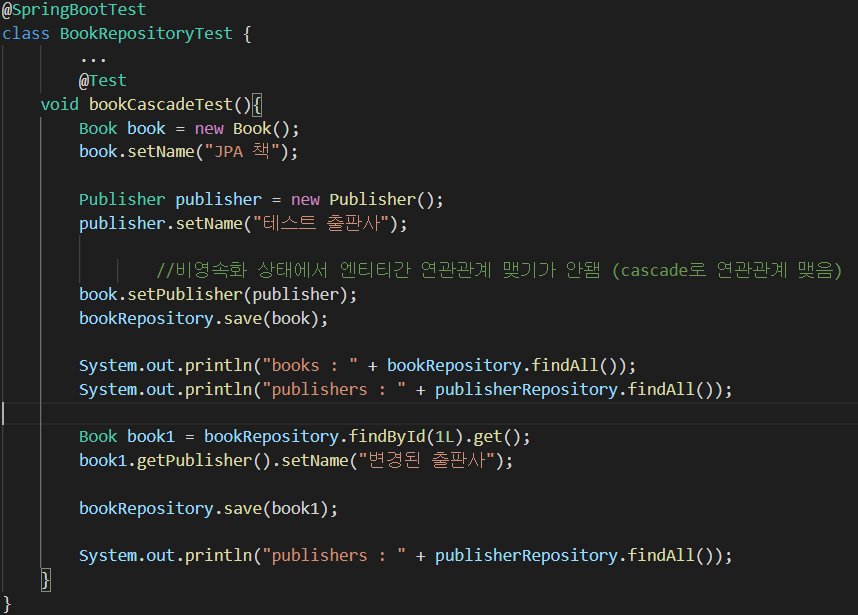 @SpringBootTest
class BookRepositoryTest {
...
@Test
void bookCascadeTest(){
Book book = new Book();
book.setName("JPA 책");
Publisher publisher = new Publisher();
publisher.setName("테스트 출판사");
//비영속화 상태에서 엔티티간 연관관계 맺기가 안됌 (cascade로 연관관계 맺음)
book.setPublisher(publisher);
bookRepository.save(book);
System.out.println("books : " + bookRepository.findAll());
System.out.println("publishers : " + publisherRepository.findAll());
Book book1 = bookRepository.findById(1L).get();
book1.getPublisher().setName("변경된 출판사");
bookRepository.save(book1);
System.out.println("publishers : " + publisherRepository.findAll());
}
}